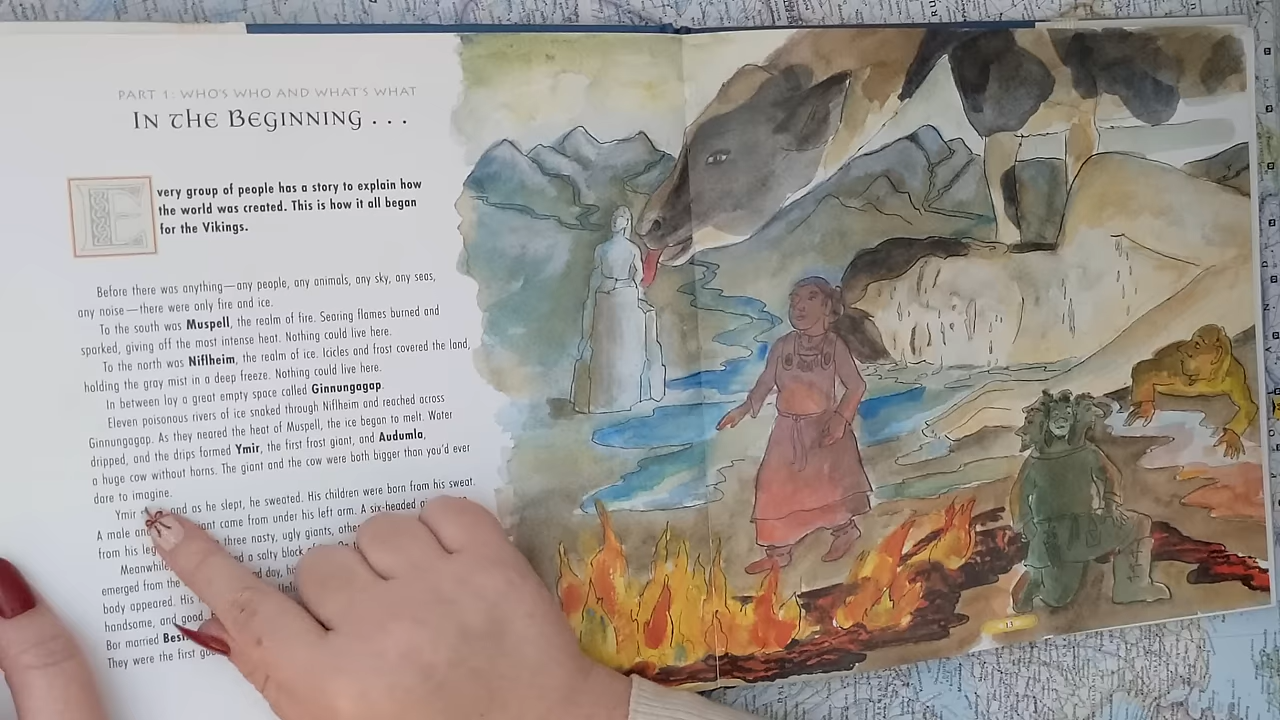 PART 1: WHO'S WHO AND WHAT'S WHAT
IN THE BEGINNING . . .
Every group of people has a story to explain how
the world was created. This is how it all began
for the Vikings.
Before there was anything—any people, any animals, any sky, any seas,
any noise—there were only fire and ice.
To the south was Muspell, the realm of fire. Searing flames burned and
sparked, giving off the most intense heat. Nothing could live here.
To the north was Niflheim, the realm of ice. Icicles and frost covered the land,
holding the gray mist in a deep freeze. Nothing could live here.
In between lay a great empty space called Ginnungagap.
Eleven poisonous rivers of ice snaked through Niflheim and reached across
Ginnungagap. As they neared the heat of Muspell, the ice began to melt. Water
dripped, and the drips formed Ymir, the first frost giant, and Audumla,
a huge cow without horns. The giant and the cow were both bigger than you'd ever
dare to imagine.
Ymir and as he slept, he sweated. His children were born from his sweat.
A male came from under his left arm. A six-headed
from his three nasty, ugly giants,
Meanwhile a salty block
emerged from the day,
body appeared. His
handsome, and good.
Bor married
They were the first
13